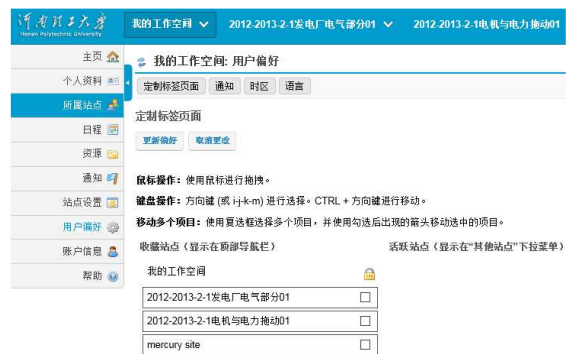 河南理工大学
Henan Polytechnic University
我的工作空间
2012-2013-2-1发电厂电气部分01
2012-2013-2-1电机与电力拖动01
主页
个人资料
所属站点
日程
资源
通知
站点设置
用户偏好
账户信息
帮助
我的工作空间: 用户偏好
定制标签页面
通知
时区
语言
定制标签页面
更新偏好
取消更改
鼠标操作：使用鼠标进行拖拽。
键盘操作：方向键 (或 i-j-k-m) 进行选择。CTRL + 方向键进行移动。
移动多个项目：使用复选框选择多个项目，并使用勾选后出现的箭头移动选中的项目。
收藏站点（显示在顶部导航栏）
活跃站点（显示在“其他站点”下拉菜单）
我的工作空间
2012-2013-2-1发电厂电气部分01
2012-2013-2-1电机与电力拖动01
mercury site